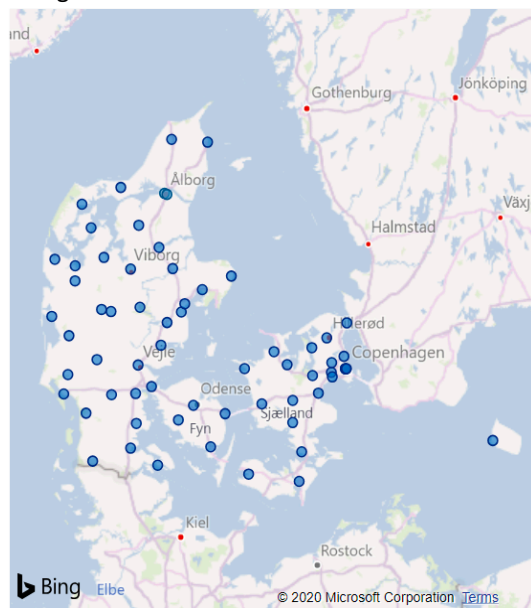 and
Jönköping
Gothenburg
Ålborg
Växj
Halmstad
Viborg
Hillerød
Copenhagen
Vejle
Odense
Sjælland
Fyn
Kiel
Rostock
Bing
Elbe
© 2020 Microsoft Corporation Terms